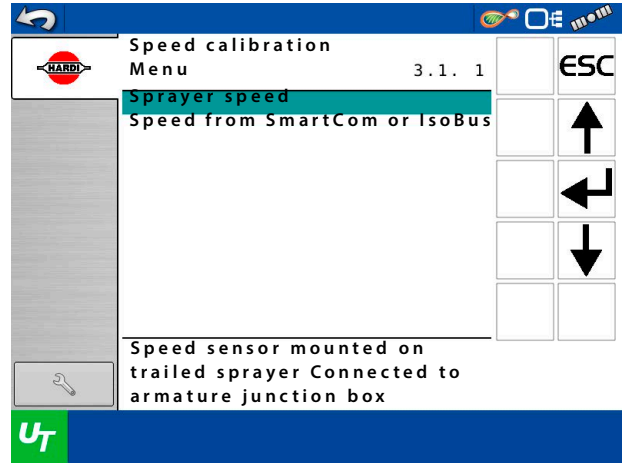 HARDI
Speed calibration
Menu 3.1. 1
ESC
Sprayer speed
Speed from SmartCom or IsoBus
Speed sensor mounted on
trailed sprayer Connected to
armature junction box
UT